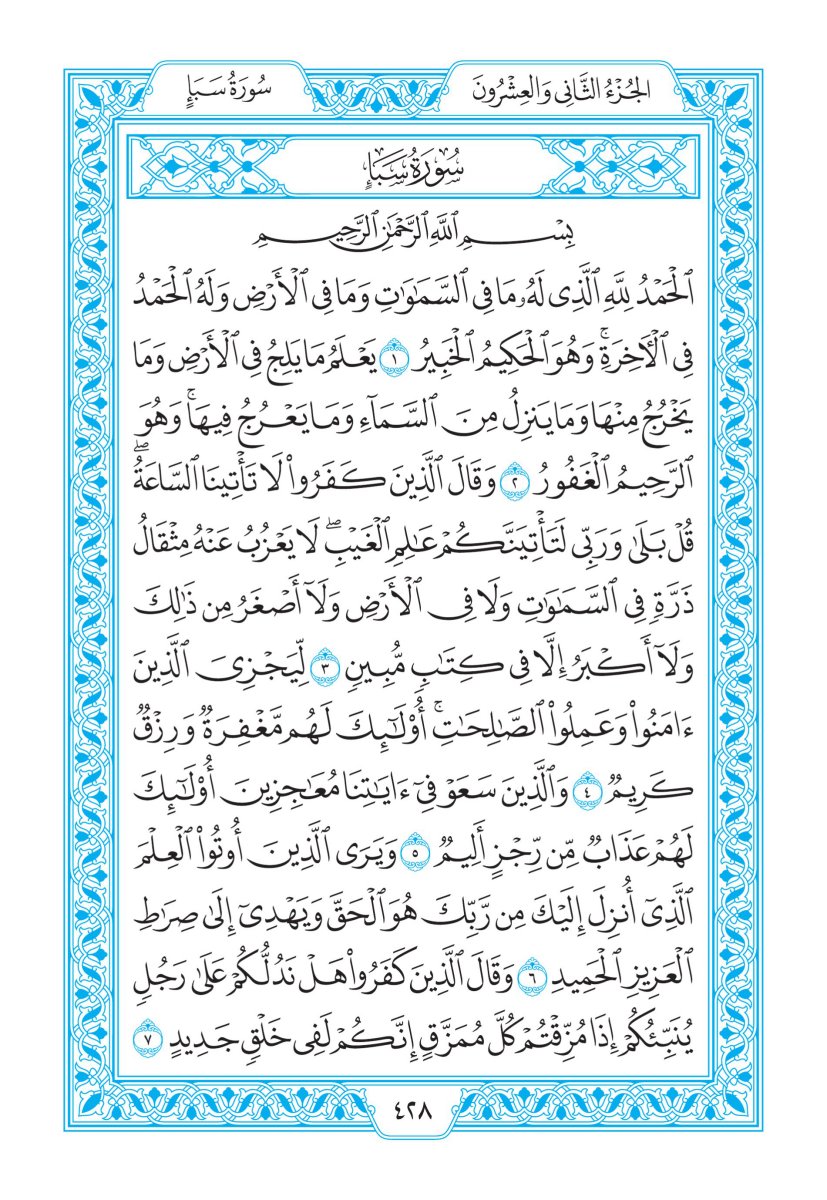 الجُزْءُ الثَّانِي وَالعِشْرُونَ
سُورَةُ سَبَإٍ
سُورَةُ سَبَإٍ
بِسۡمِ ٱللَّهِ ٱلرَّحۡمَٰنِ ٱلرَّحِيمِ
ٱلۡحَمۡدُ لِلَّهِ ٱلَّذِي لَهُۥ مَا فِي ٱلسَّمَٰوَٰتِ وَمَا فِي ٱلۡأَرۡضِ وَلَهُ ٱلۡحَمۡدُ
فِي ٱلۡأٓخِرَةِۚ وَهُوَ ٱلۡحَكِيمُ ٱلۡخَبِيرُ ١ يَعۡلَمُ مَا يَلِجُ فِي ٱلۡأَرۡضِ وَمَا
يَخۡرُجُ مِنۡهَا وَمَا يَنزِلُ مِنَ ٱلسَّمَآءِ وَمَا يَعۡرُجُ فِيهَاۚ وَهُوَ
ٱلرَّحِيمُ ٱلۡغَفُورُ ٢ وَقَالَ ٱلَّذِينَ كَفَرُواْ لَا تَأۡتِينَا ٱلسَّاعَةُۖ
قُلۡ بَلَىٰ وَرَبِّي لَتَأۡتِيَنَّكُمۡ عَٰلِمِ ٱلۡغَيۡبِۖ لَا يَعۡزُبُ عَنۡهُ مِثۡقَالُ
ذَرَّةٖ فِي ٱلسَّمَٰوَٰتِ وَلَا فِي ٱلۡأَرۡضِ وَلَآ أَصۡغَرُ مِن ذَٰلِكَ
وَلَآ أَكۡبَرُ إِلَّا فِي كِتَٰبٖ مُّبِينٖ ٣ لِّيَجۡزِيَ ٱلَّذِينَ
ءَامَنُواْ وَعَمِلُواْ ٱلصَّٰلِحَٰتِۚ أُوْلَٰٓئِكَ لَهُم مَّغۡفِرَةٞ وَرِزۡقٞ
كَرِيمٞ ٤ وَٱلَّذِينَ سَعَوۡ فِيٓ ءَايَٰتِنَا مُعَٰجِزِينَ أُوْلَٰٓئِكَ
لَهُمۡ عَذَابٞ مِّن رِّجۡزٍ أَلِيمٞ ٥ وَيَرَى ٱلَّذِينَ أُوتُواْ ٱلۡعِلۡمَ
ٱلَّذِيٓ أُنزِلَ إِلَيۡكَ مِن رَّبِّكَ هُوَ ٱلۡحَقَّ وَيَهۡدِيٓ إِلَىٰ صِرَٰطِ
ٱلۡعَزِيزِ ٱلۡحَمِيدِ ٦ وَقَالَ ٱلَّذِينَ كَفَرُواْ هَلۡ نَدُلُّكُمۡ عَلَىٰ رَجُلٖ
يُنَبِّئُكُمۡ إِذَا مُزِّقۡتُمۡ كُلَّ مُمَزَّقٍ إِنَّكُمۡ لَفِي خَلۡقٖ جَدِيدٍ ٧
٤٢٨